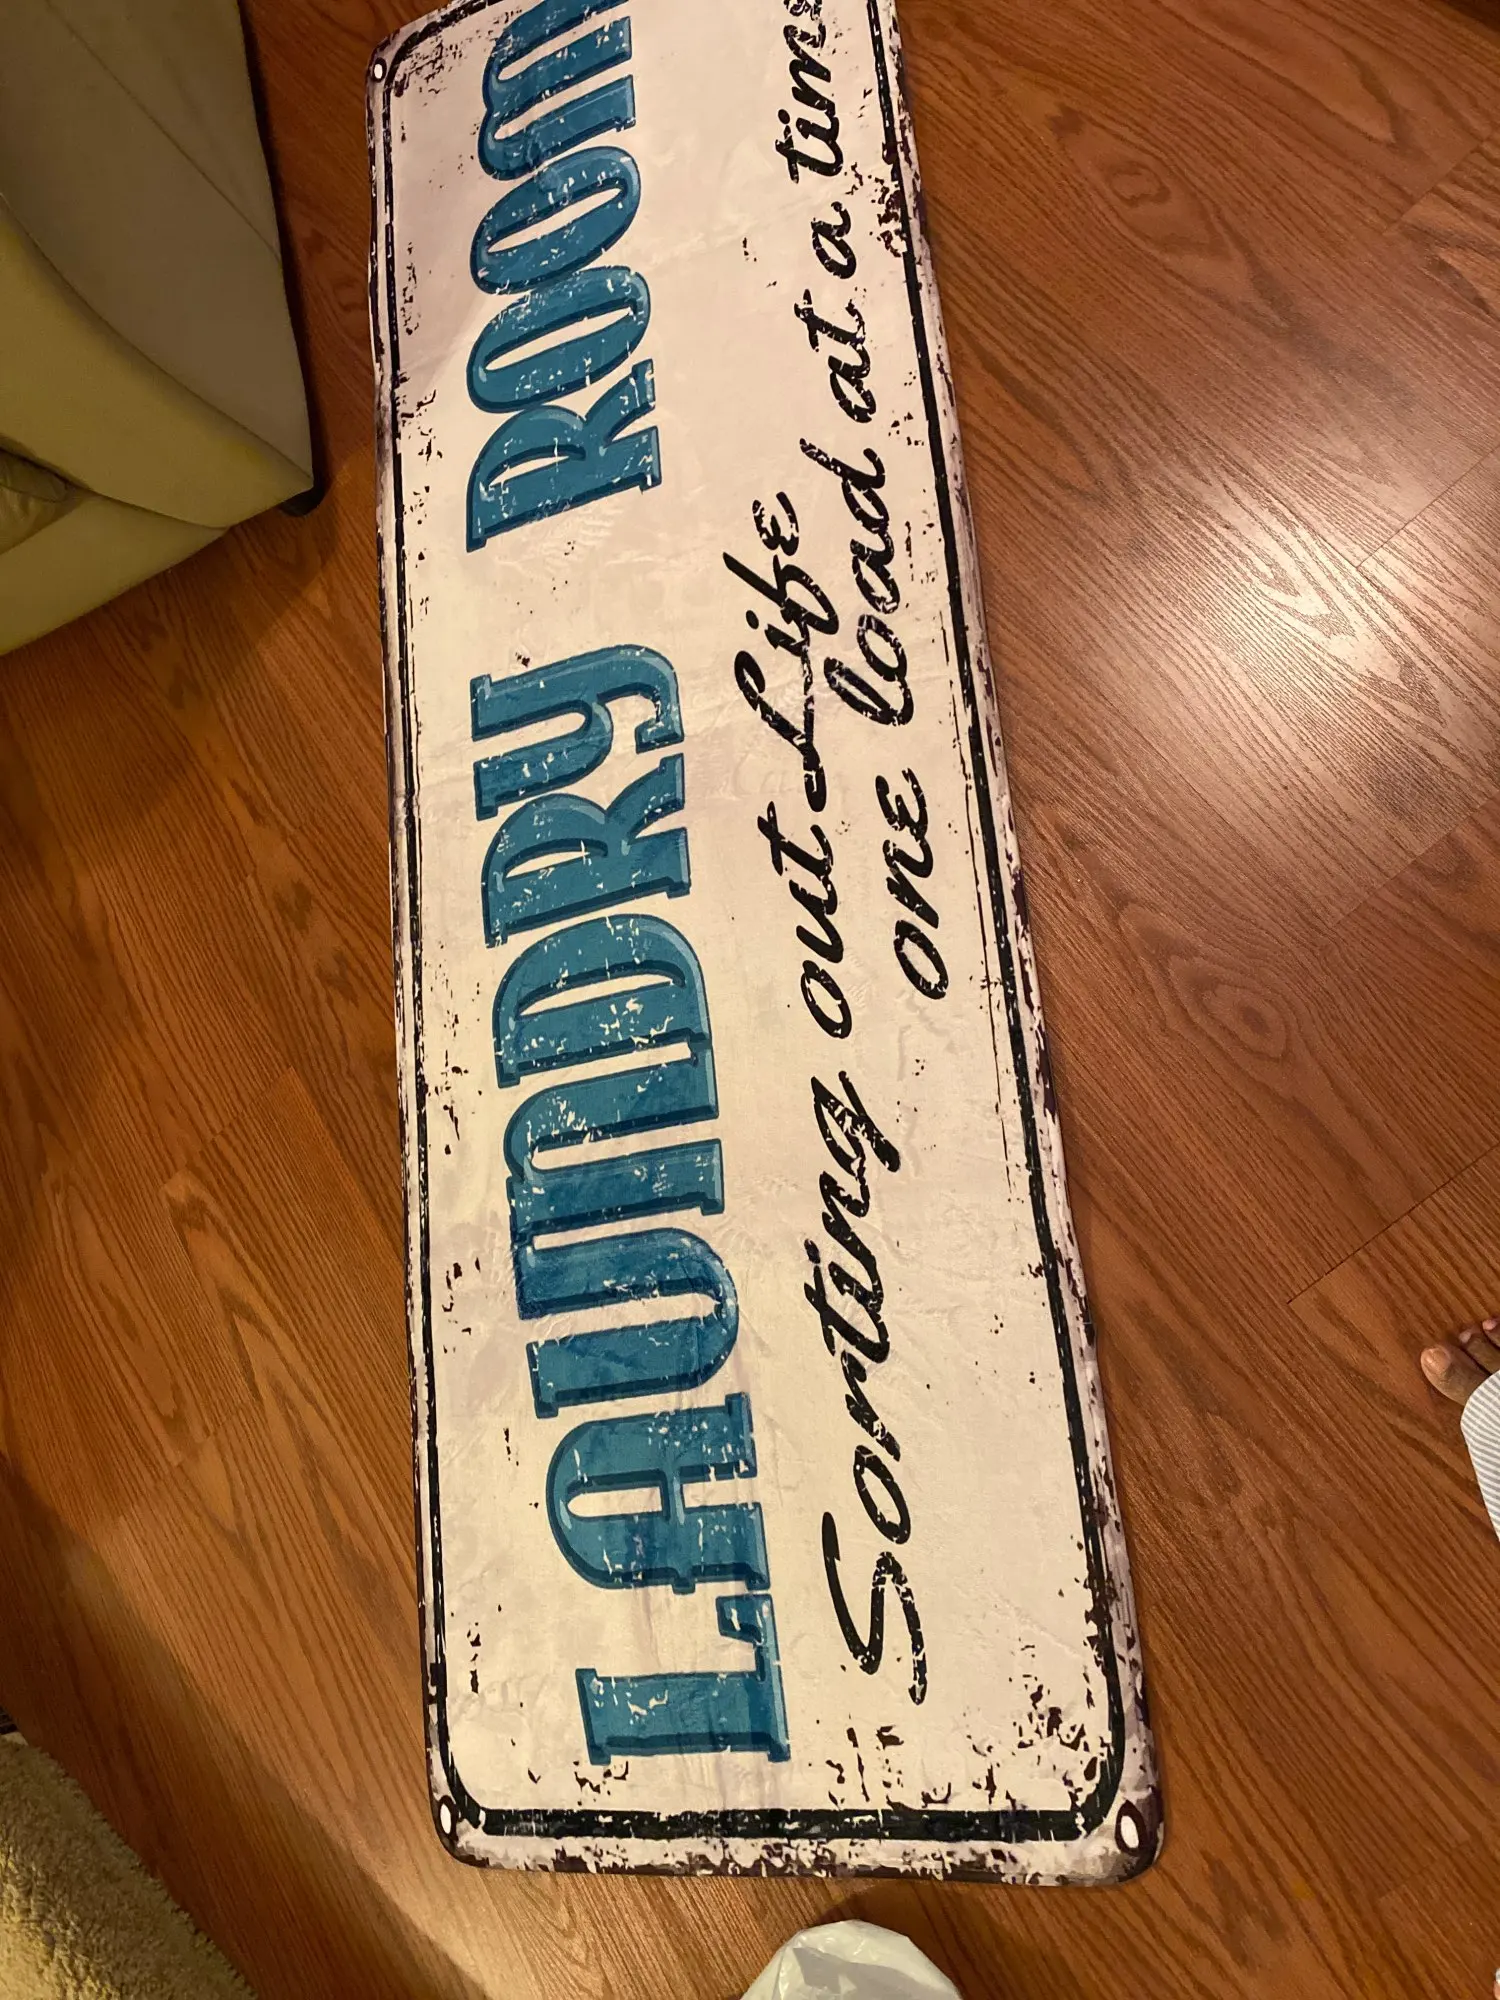 LAUNDRY ROOM
Sorting out Life
one load at a time